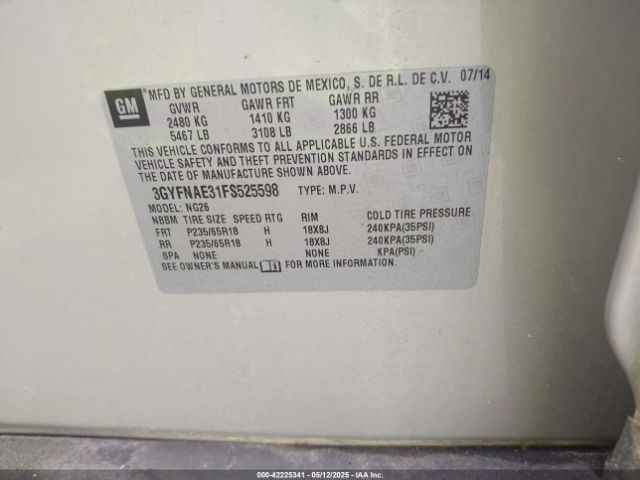 GM
MFD BY GENERAL MOTORS DE MEXICO, S. DE R.L. DE C.V. 07/14
GVWR GAWR FRT GAWR RR
2480 KG 1410 KG 1300 KG
5467 LB 3108 LB 2866 LB
THIS VEHICLE CONFORMS TO ALL APPLICABLE U.S. FEDERAL MOTOR
VEHICLE SAFETY AND THEFT PREVENTION STANDARDS IN EFFECT ON
THE DATE OF MANUFACTURE SHOWN ABOVE.
3GYFNAE31FS525598 TYPE: M.P.V.
MODEL: NG26
NBBM TIRE SIZE SPEED RTG RIM COLD TIRE PRESSURE
FRT P235/65R18 H 18X8J 240KPA(35PSI)
RR P235/65R18 H 18X8J 240KPA(35PSI)
SPA NONE NONE KPA(PSI)
SEE OWNER'S MANUAL FOR MORE INFORMATION.
000-42225341 - 05/12/2025 - IAAI.COM